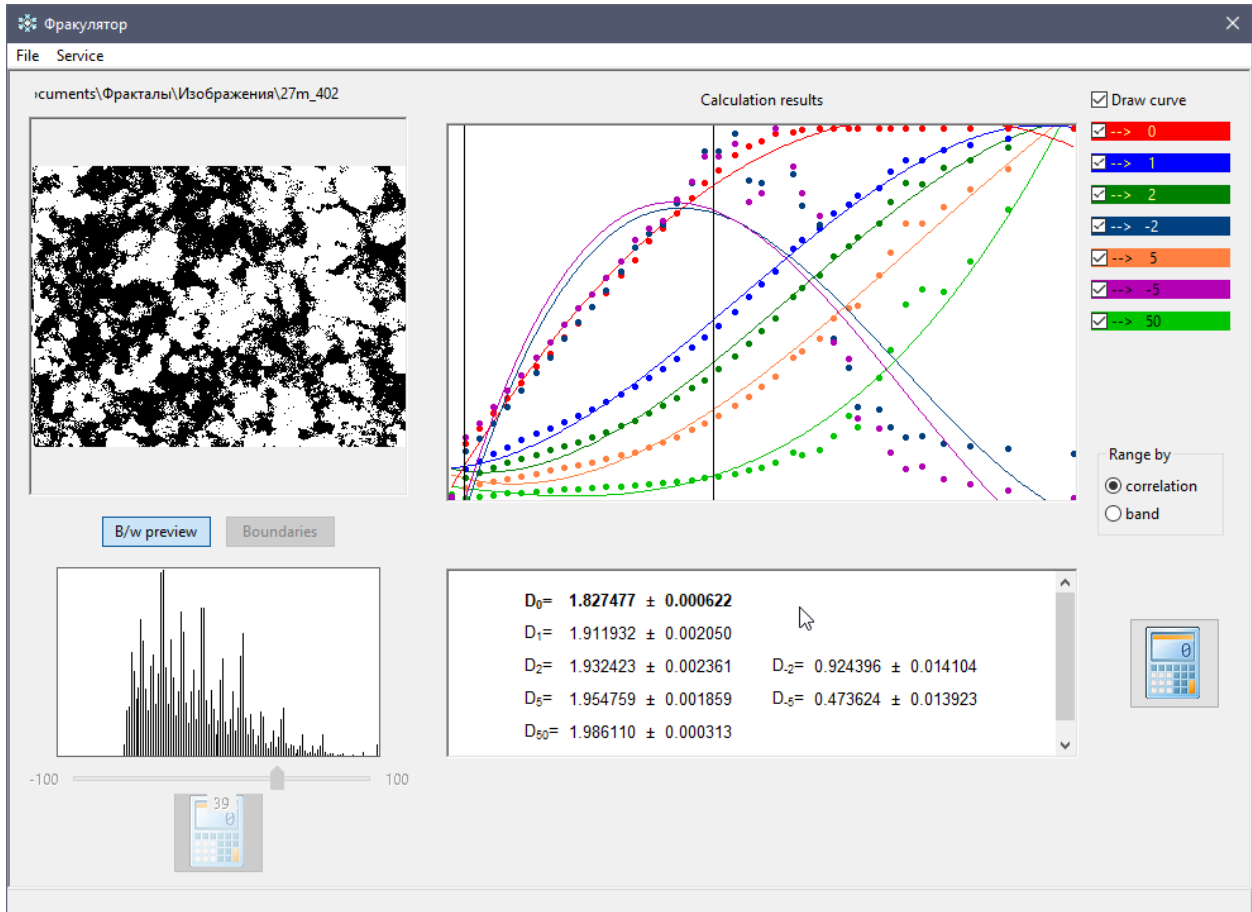 Фракулятор
File Service
ocuments\Фракталы\Изображения\27m_402
Calculation results
Draw curve
--> 0
--> 1
--> 2
--> -2
--> 5
--> -5
--> 50
Range by
correlation
band
B/w preview Boundaries
D0= 1.827477 ± 0.000622
D1= 1.911932 ± 0.002050
D2= 1.932423 ± 0.002361 D-2= 0.924396 ± 0.014104
D5= 1.954759 ± 0.001859 D-5= 0.473624 ± 0.013923
D50= 1.986110 ± 0.000313
0
-100 100
39
0